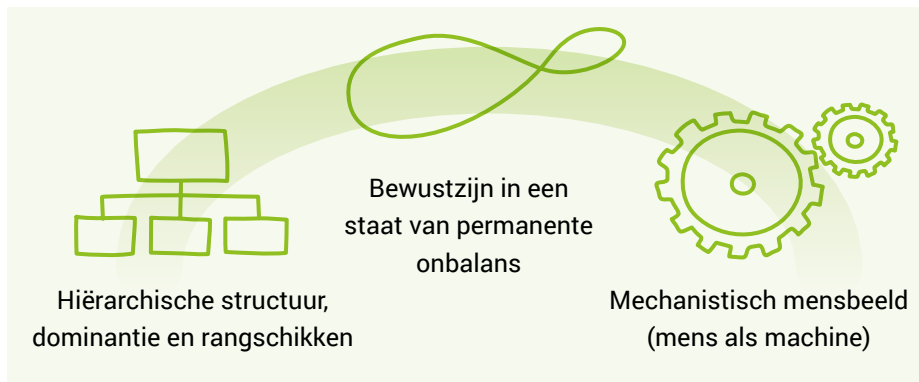 Bewustzijn in een
staat van permanente
onbalans
Hiërarchische structuur,
dominantie en rangschikken
Mechanistisch mensbeeld
(mens als machine)